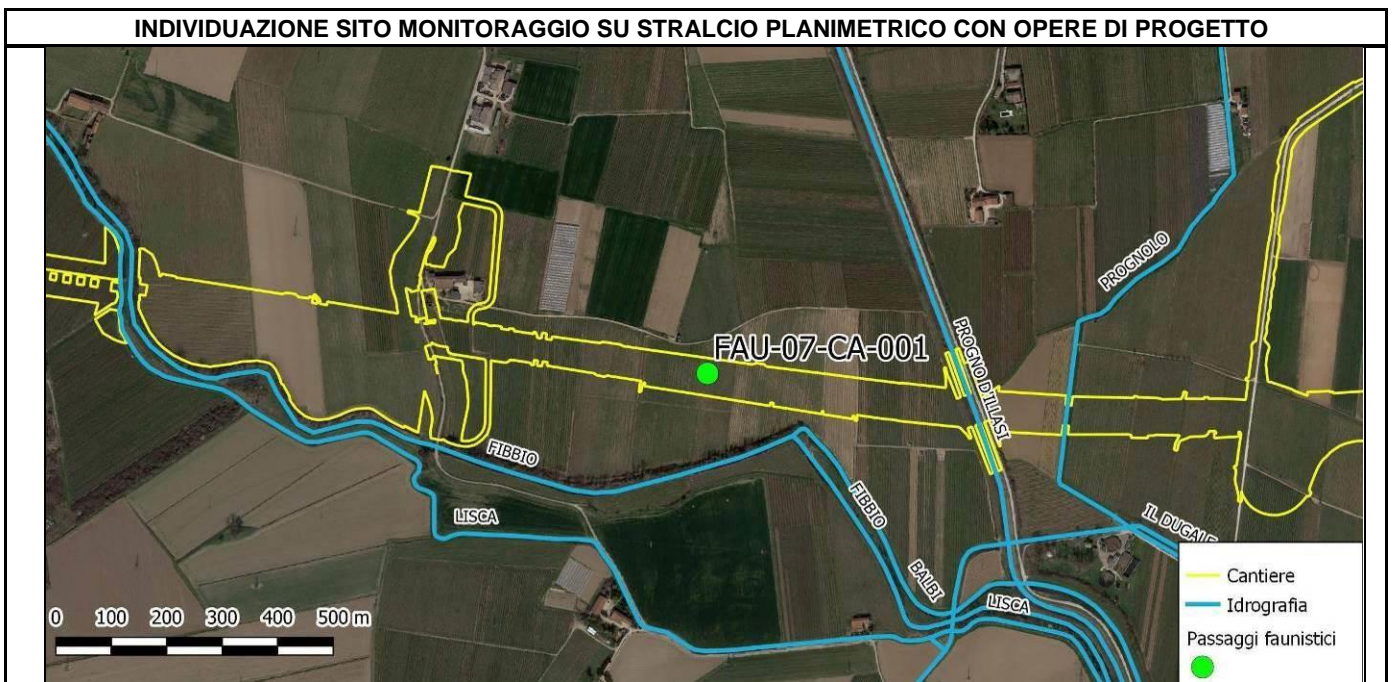 INDIVIDUAZIONE SITO MONITORAGGIO SU STRALCIO PLANIMETRICO CON OPERE DI PROGETTO
PROGNOLO
FAU-07-CA-001
PROGNO D'ILLASI
FIBBIO
FIBBIO
LISCA
IL DUGALE
BALBI
LISCA
Cantiere
Idrografia
Passaggi faunistici
0 100 200 300 400 500 m